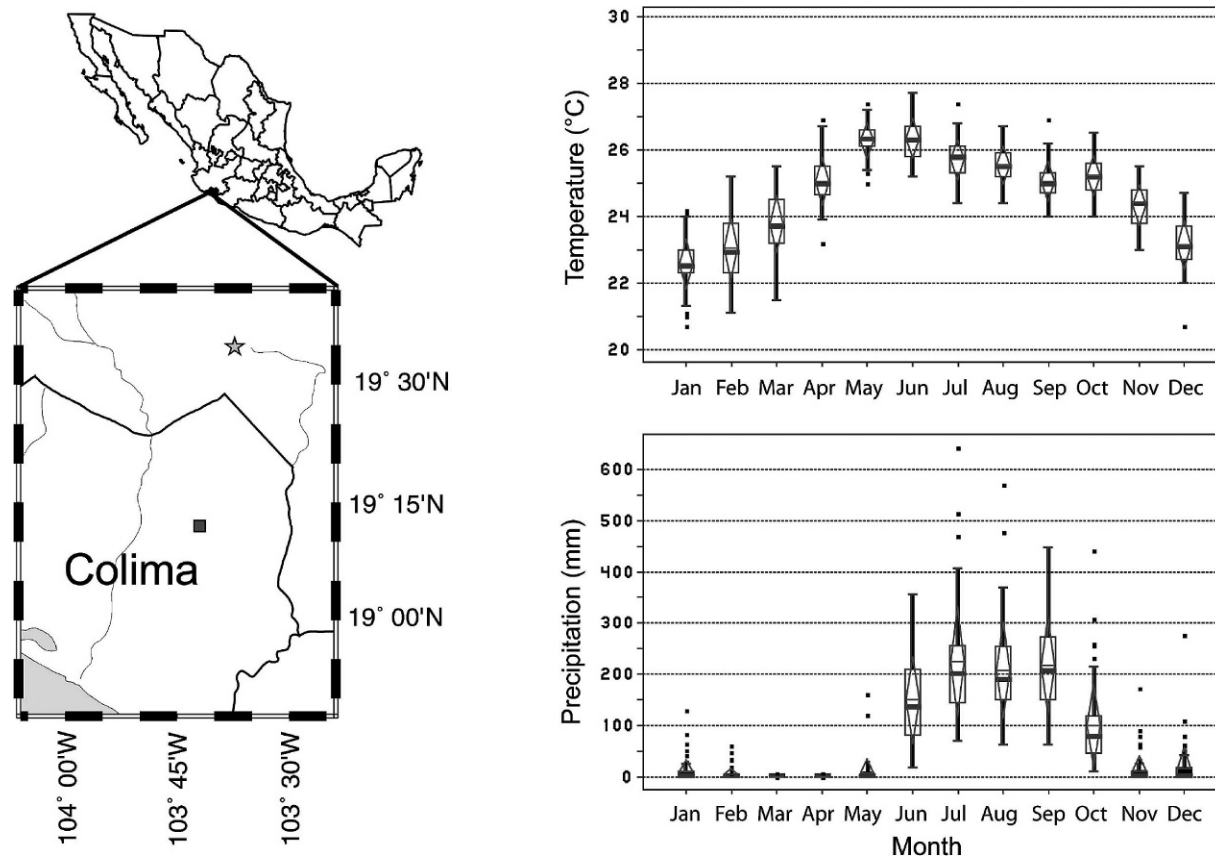 19° 30'N
19° 15'N
Colima
19° 00'N
104° 00'W
103° 45'W
103° 30'W
Temperature (°C)
30
28
26
24
22
20
Jan Feb Mar Apr May Jun Jul Aug Sep Oct Nov Dec
Precipitation (mm)
600
500
400
300
200
100
0
Jan Feb Mar Apr May Jun Jul Aug Sep Oct Nov Dec
Month